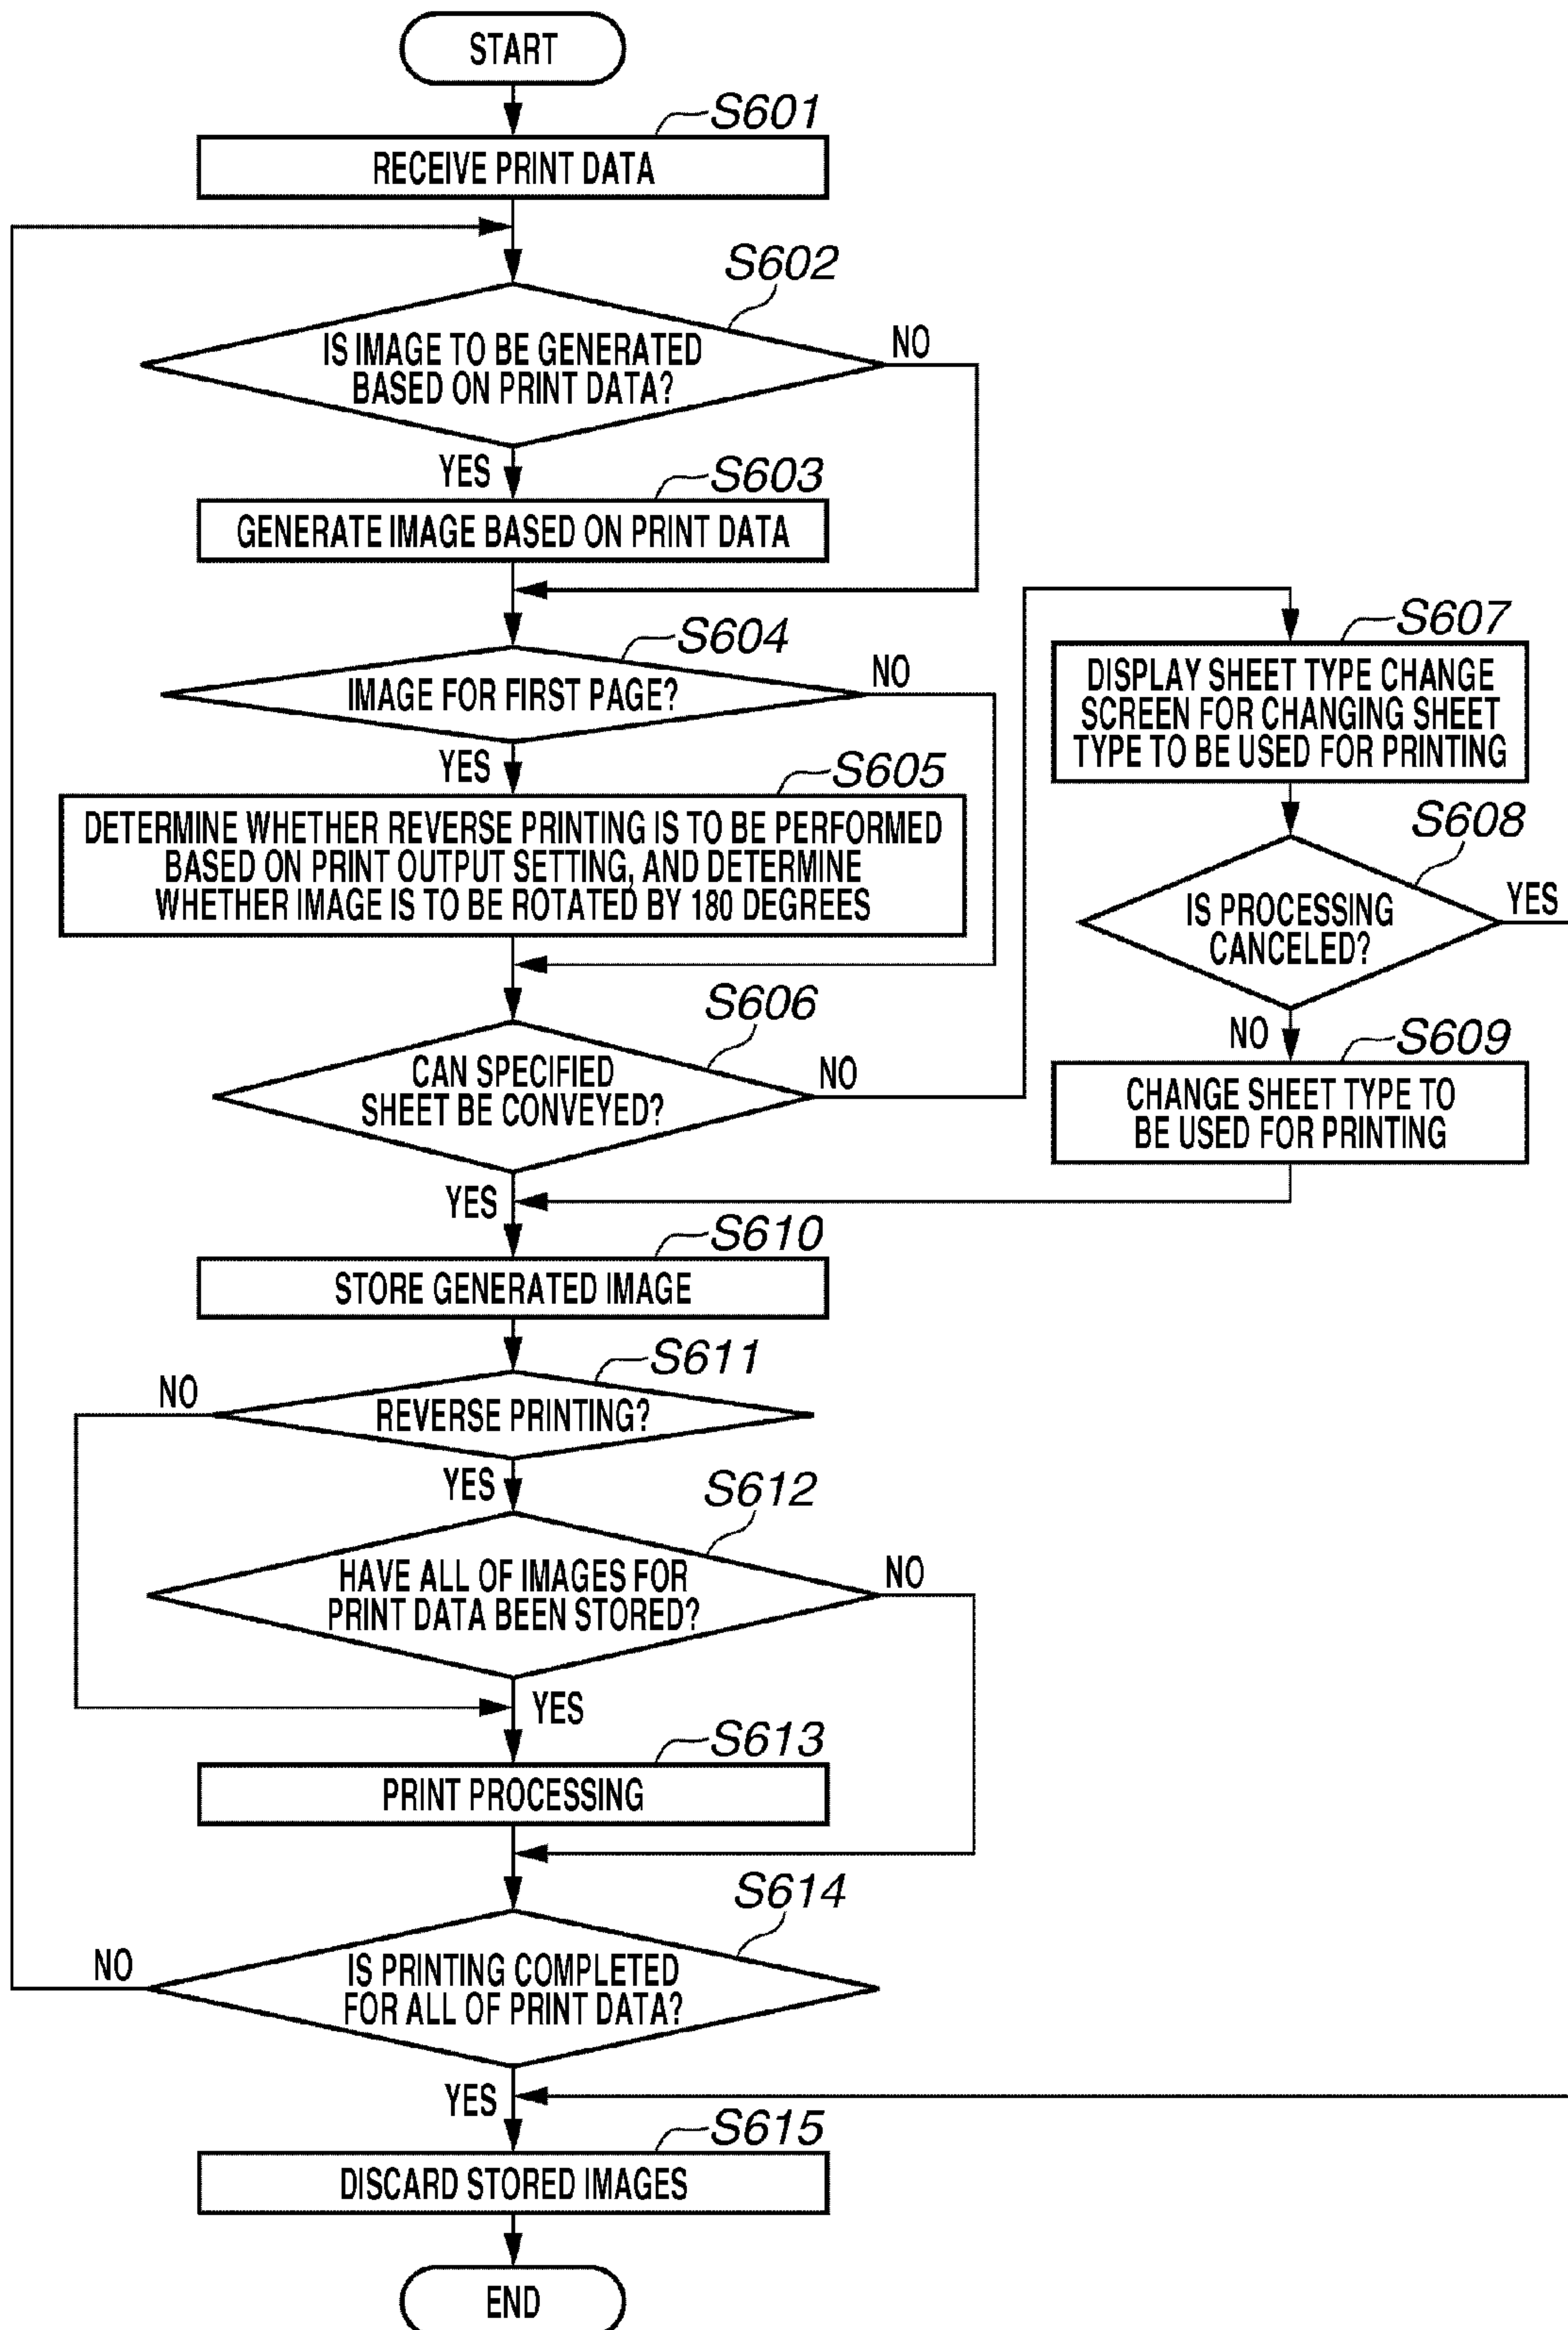 START
S601
RECEIVE PRINT DATA
S602
IS IMAGE TO BE GENERATED
BASED ON PRINT DATA?
NO
YES
S603
GENERATE IMAGE BASED ON PRINT DATA
S604
IMAGE FOR FIRST PAGE?
NO
YES
S605
DETERMINE WHETHER REVERSE PRINTING IS TO BE PERFORMED
BASED ON PRINT OUTPUT SETTING, AND DETERMINE
WHETHER IMAGE IS TO BE ROTATED BY 180 DEGREES
S606
CAN SPECIFIED
SHEET BE CONVEYED?
NO
YES
S607
DISPLAY SHEET TYPE CHANGE
SCREEN FOR CHANGING SHEET
TYPE TO BE USED FOR PRINTING
S608
IS PROCESSING
CANCELED?
YES
NO
S609
CHANGE SHEET TYPE TO
BE USED FOR PRINTING
S610
STORE GENERATED IMAGE
S611
REVERSE PRINTING?
NO
YES
S612
HAVE ALL OF IMAGES FOR
PRINT DATA BEEN STORED?
NO
YES
S613
PRINT PROCESSING
S614
IS PRINTING COMPLETED
FOR ALL OF PRINT DATA?
NO
YES
S615
DISCARD STORED IMAGES
END